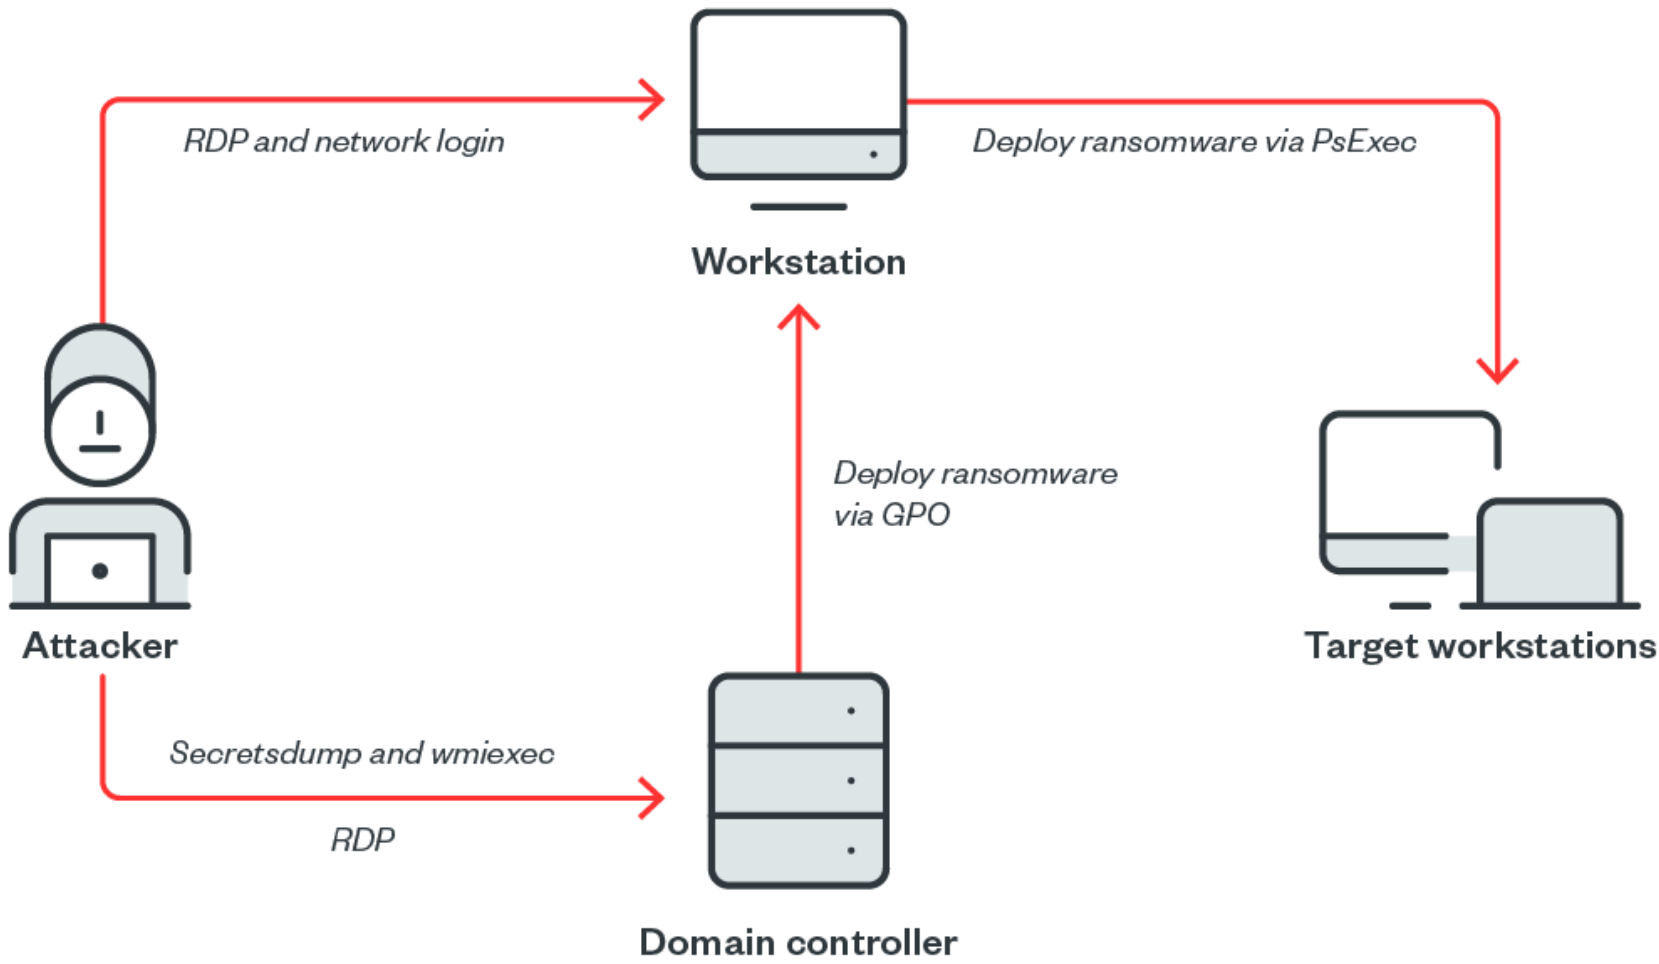 RDP and network login
Deploy ransomware via PsExec
Workstation
Deploy ransomware
via GPO
Attacker
Target workstations
Secretsdump and wmiexec
RDP
Domain controller